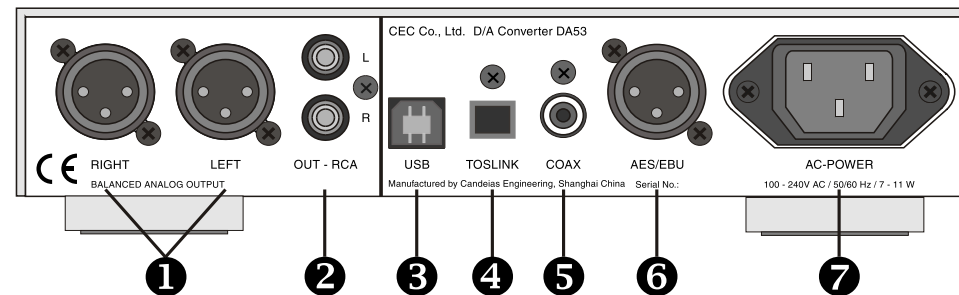 CEC Co., Ltd. D/A Converter DA53
L
R
CE RIGHT LEFT OUT - RCA USB TOSLINK COAX AES/EBU AC-POWER
BALANCED ANALOG OUTPUT Manufactured by Candeias Engineering, Shanghai China Serial No.: 100 - 240V AC / 50/60 Hz / 7 - 11 W
1 2 3 4 5 6 7